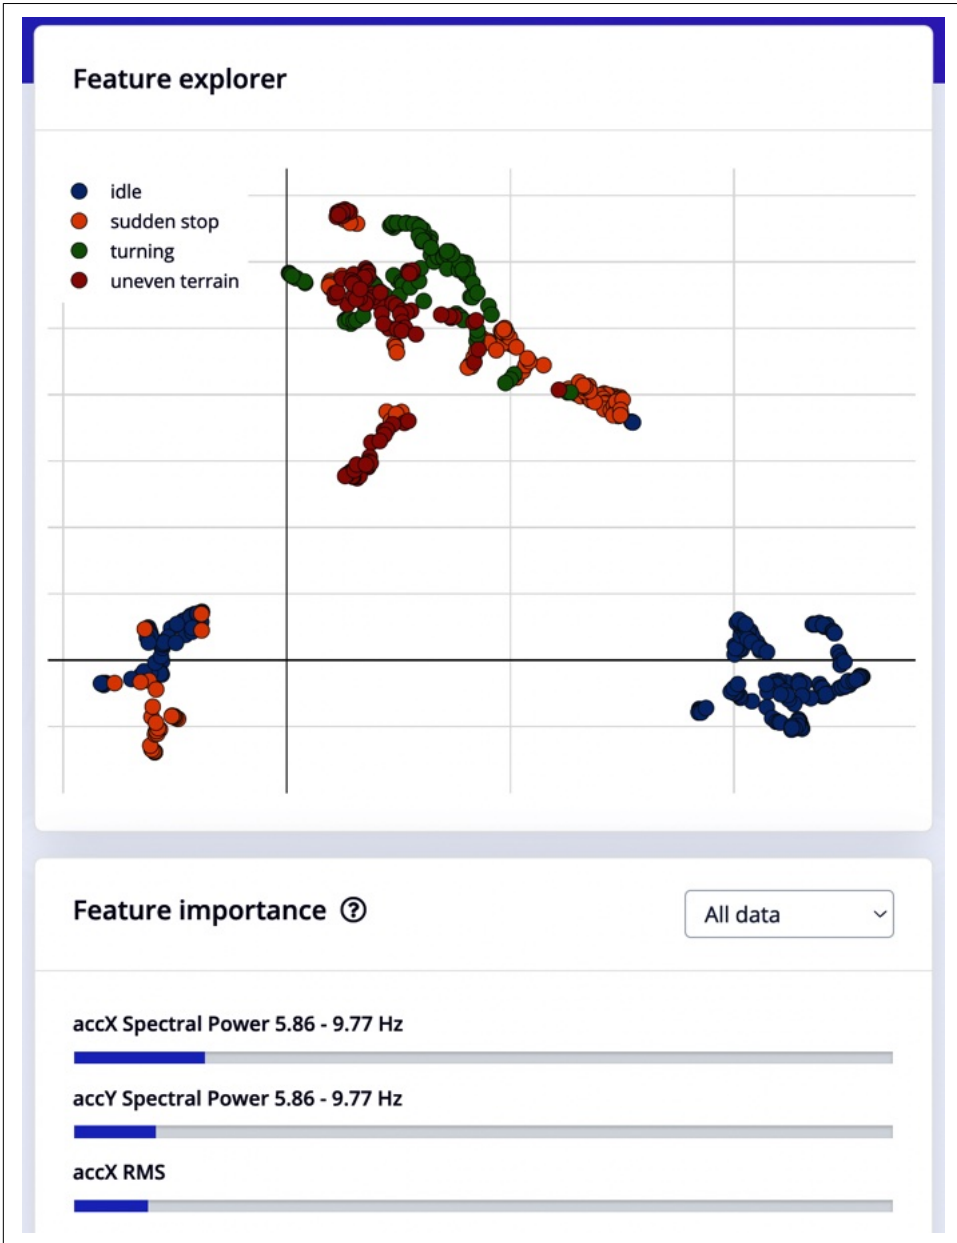 Feature explorer
idle
sudden stop
turning
uneven terrain
Feature importance ?
All data
accX Spectral Power 5.86 - 9.77 Hz
accY Spectral Power 5.86 - 9.77 Hz
accX RMS